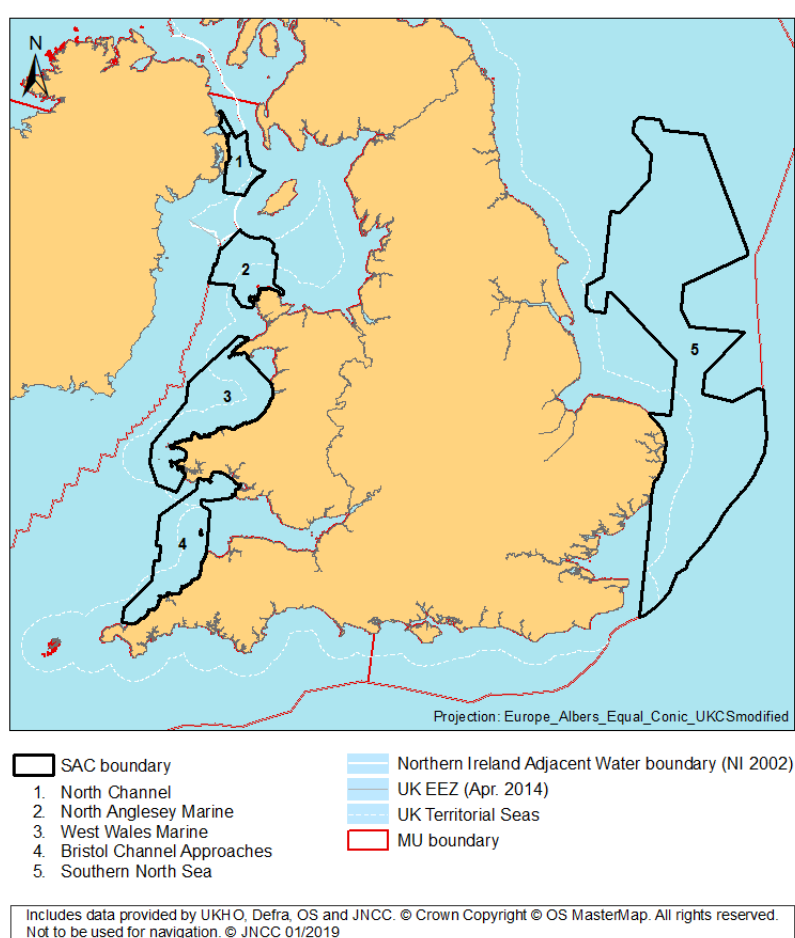 N
1
2
3
4
5
Projection: Europe_Albers_Equal_Conic_UKCSmodified
SAC boundary
1. North Channel
2. North Anglesey Marine
3. West Wales Marine
4. Bristol Channel Approaches
5. Southern North Sea
Northern Ireland Adjacent Water boundary (NI 2002)
UK EEZ (Apr. 2014)
UK Territorial Seas
MU boundary
Includes data provided by UKHO, Defra, OS and JNCC. © Crown Copyright © OS MasterMap. All rights reserved.
Not to be used for navigation. © JNCC 01/2019